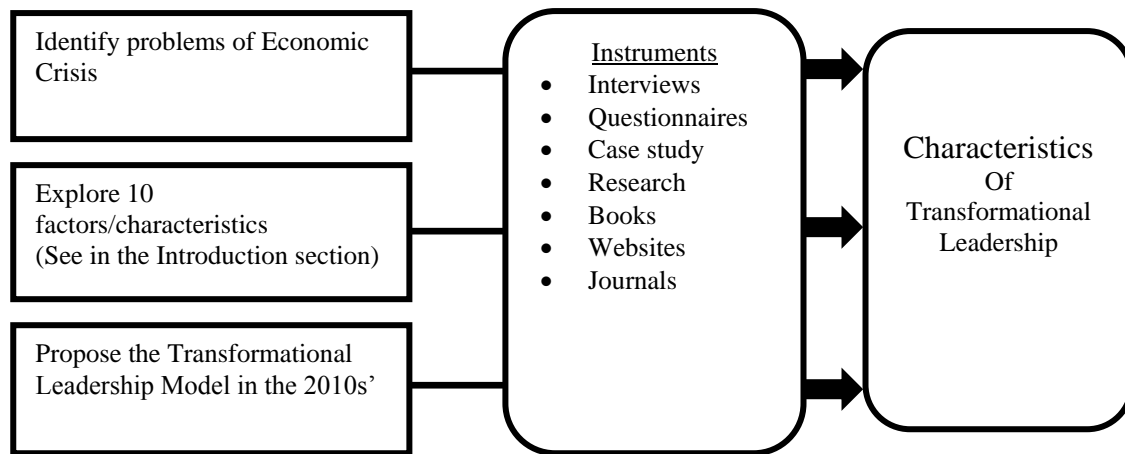 Identify problems of Economic
Crisis
Explore 10
factors/characteristics
(See in the Introduction section)
Propose the Transformational
Leadership Model in the 2010s’
Instruments
• Interviews
• Questionnaires
• Case study
• Research
• Books
• Websites
• Journals
Characteristics
Of
Transformational
Leadership